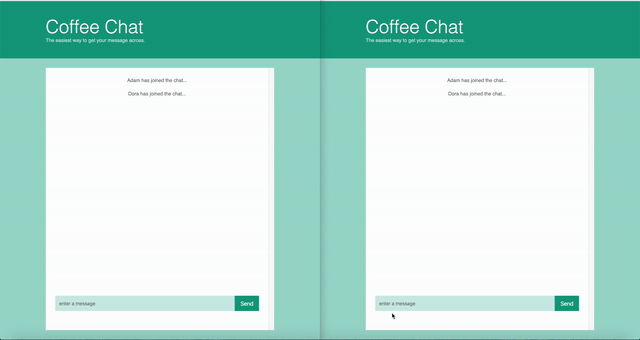 Coffee Chat
The easiest way to get your message across.
Adam has joined the chat...
Dora has joined the chat...
enter a message
Send
Coffee Chat
The easiest way to get your message across.
Adam has joined the chat...
Dora has joined the chat...
enter a message
Send